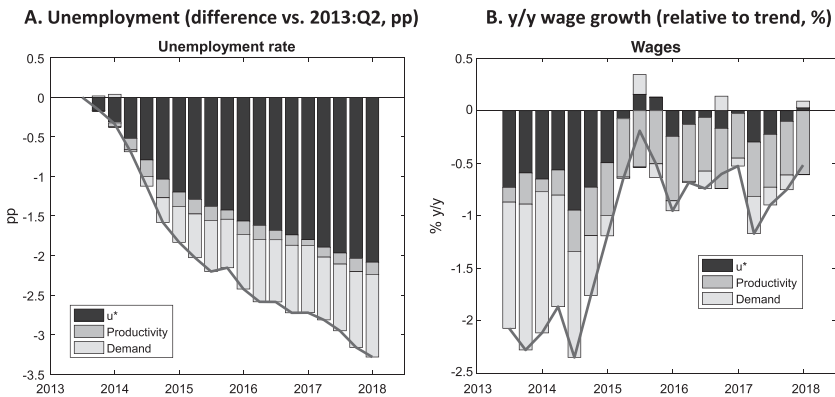 A. Unemployment (difference vs. 2013:Q2, pp)
Unemployment rate
0.5
0
-0.5
-1
-1.5
-2
-2.5
-3
-3.5
pp
u*
Productivity
Demand
2013 2014 2015 2016 2017 2018
B. y/y wage growth (relative to trend, %)
Wages
0.5
0
-0.5
-1
-1.5
-2
-2.5
% y/y
u*
Productivity
Demand
2013 2014 2015 2016 2017 2018